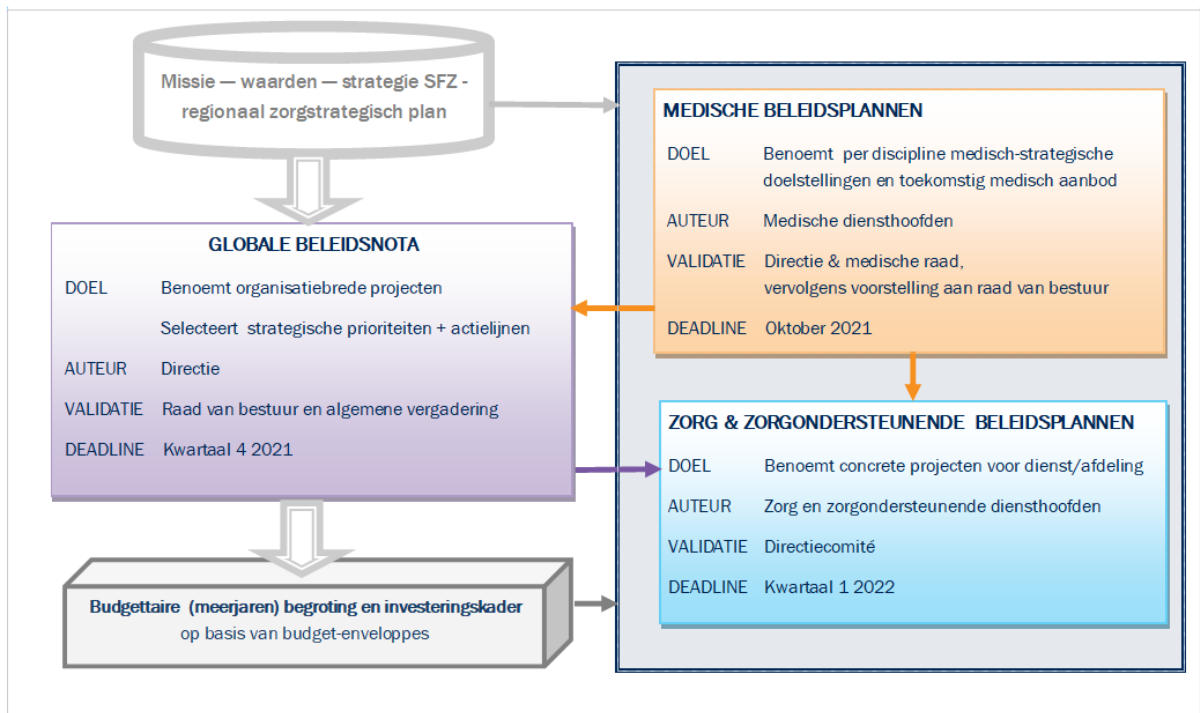 Missie — waarden — strategie SFZ -
regionaal zorgstrategisch plan
GLOBALE BELEIDSNOTA
DOEL Benoemt organisatiebrede projecten
Selecteert strategische prioriteiten + actielijnen
AUTEUR Directie
VALIDATIE Raad van bestuur en algemene vergadering
DEADLINE Kwartaal 4 2021
Budgettaire (meerjaren) begroting en investeringskader
op basis van budget-enveloppes
MEDISCHE BELEIDSPLANNEN
DOEL Benoemt per discipline medisch-strategische
doelstellingen en toekomstig medisch aanbod
AUTEUR Medische diensthoofden
VALIDATIE Directie & medische raad,
vervolgens voorstelling aan raad van bestuur
DEADLINE Oktober 2021
ZORG & ZORGONDERSTEUNENDE BELEIDSPLANNEN
DOEL Benoemt concrete projecten voor dienst/afdeling
AUTEUR Zorg en zorgondersteunende diensthoofden
VALIDATIE Directiecomité
DEADLINE Kwartaal 1 2022